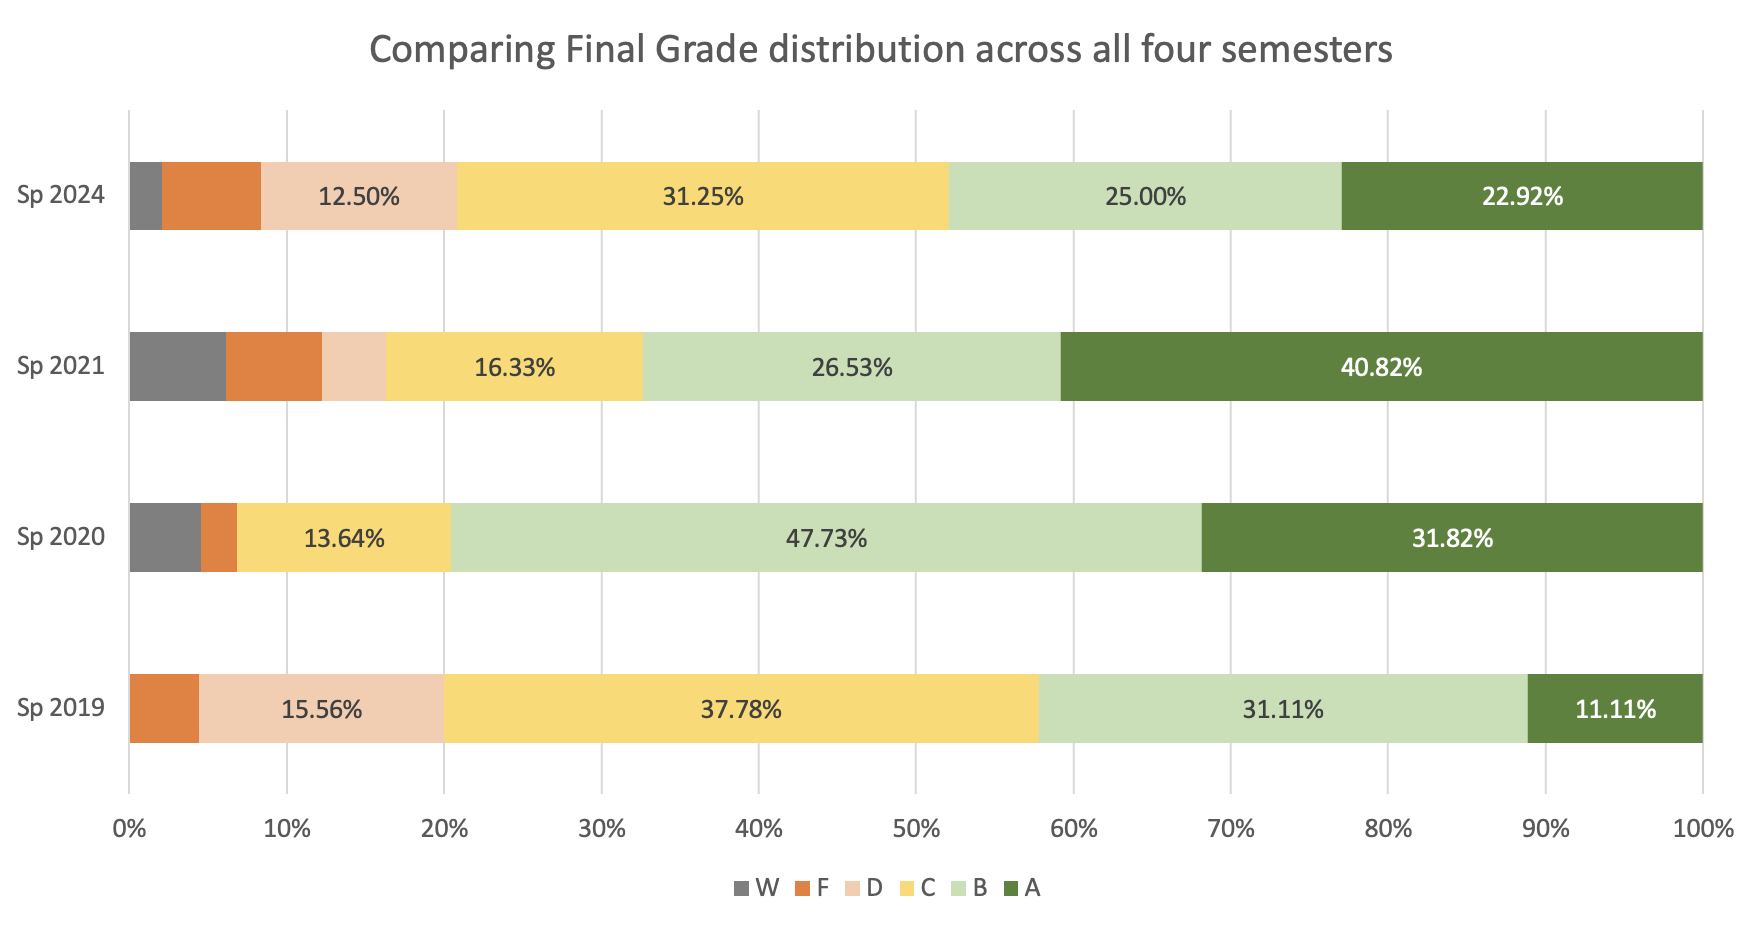 Comparing Final Grade distribution across all four semesters
Sp 2024 12.50% 31.25% 25.00% 22.92%
Sp 2021 16.33% 26.53% 40.82%
Sp 2020 13.64% 47.73% 31.82%
Sp 2019 15.56% 37.78% 31.11% 11.11%
0% 10% 20% 30% 40% 50% 60% 70% 80% 90% 100%
W F D C B A